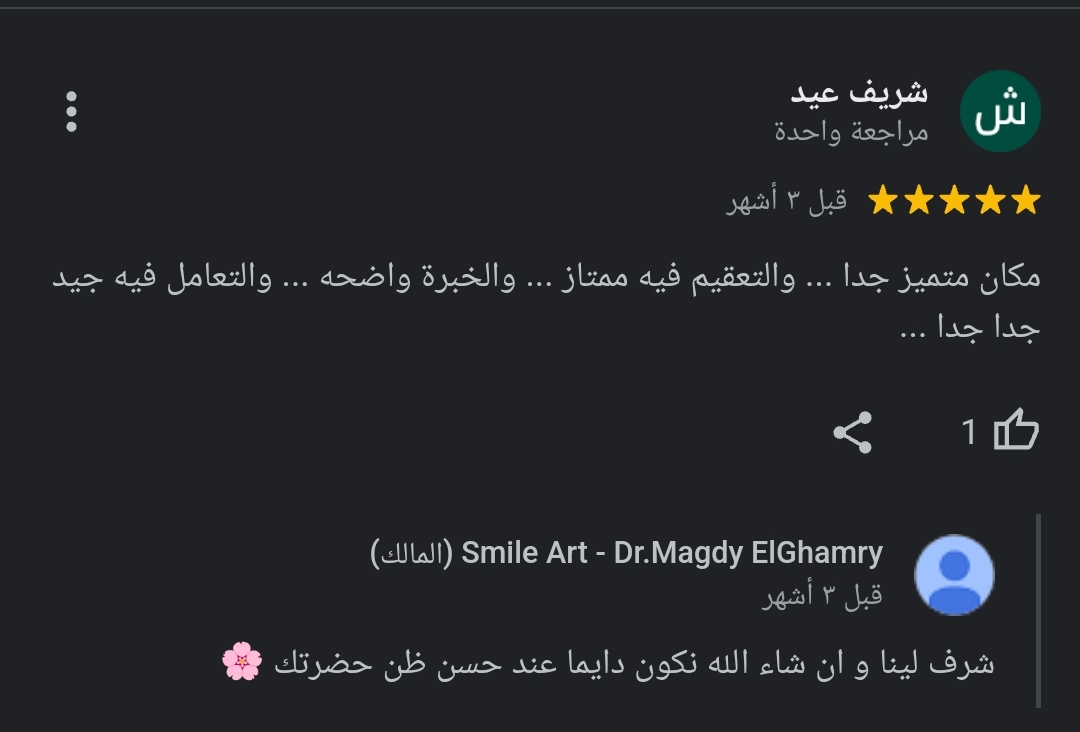 شريف عيد
مراجعة واحدة
ش
قبل ٣ أشهر
مكان متميز جدا ... والتعقيم فيه ممتاز ... والخبرة واضحه ... والتعامل فيه جيد
جدا جدا ...
1
Smile Art - Dr.Magdy ElGhamry (المالك)
قبل ٣ أشهر
شرف لينا و ان شاء الله نكون دايما عند حسن ظن حضرتك 🌸